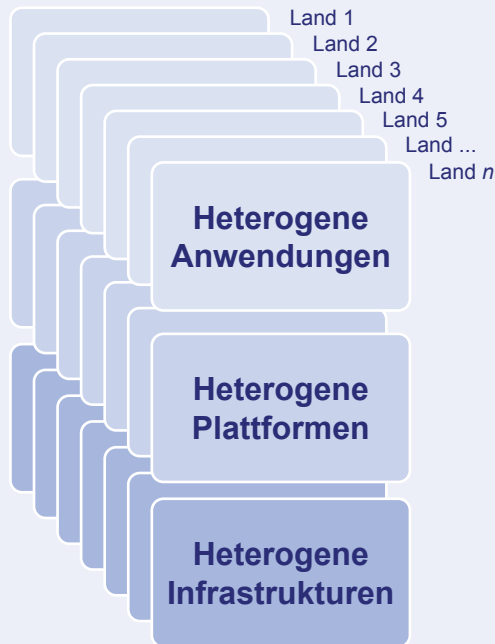 Land 1
Land 2
Land 3
Land 4
Land 5
Land ...
Land n
Heterogene
Anwendungen
Heterogene
Plattformen
Heterogene
Infrastrukturen